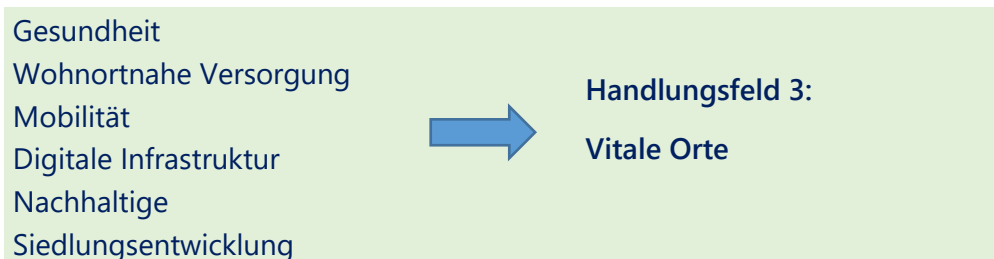 Gesundheit
Wohnortnahe Versorgung
Mobilität
Digitale Infrastruktur
Nachhaltige
Siedlungsentwicklung
Handlungsfeld 3:
Vitale Orte